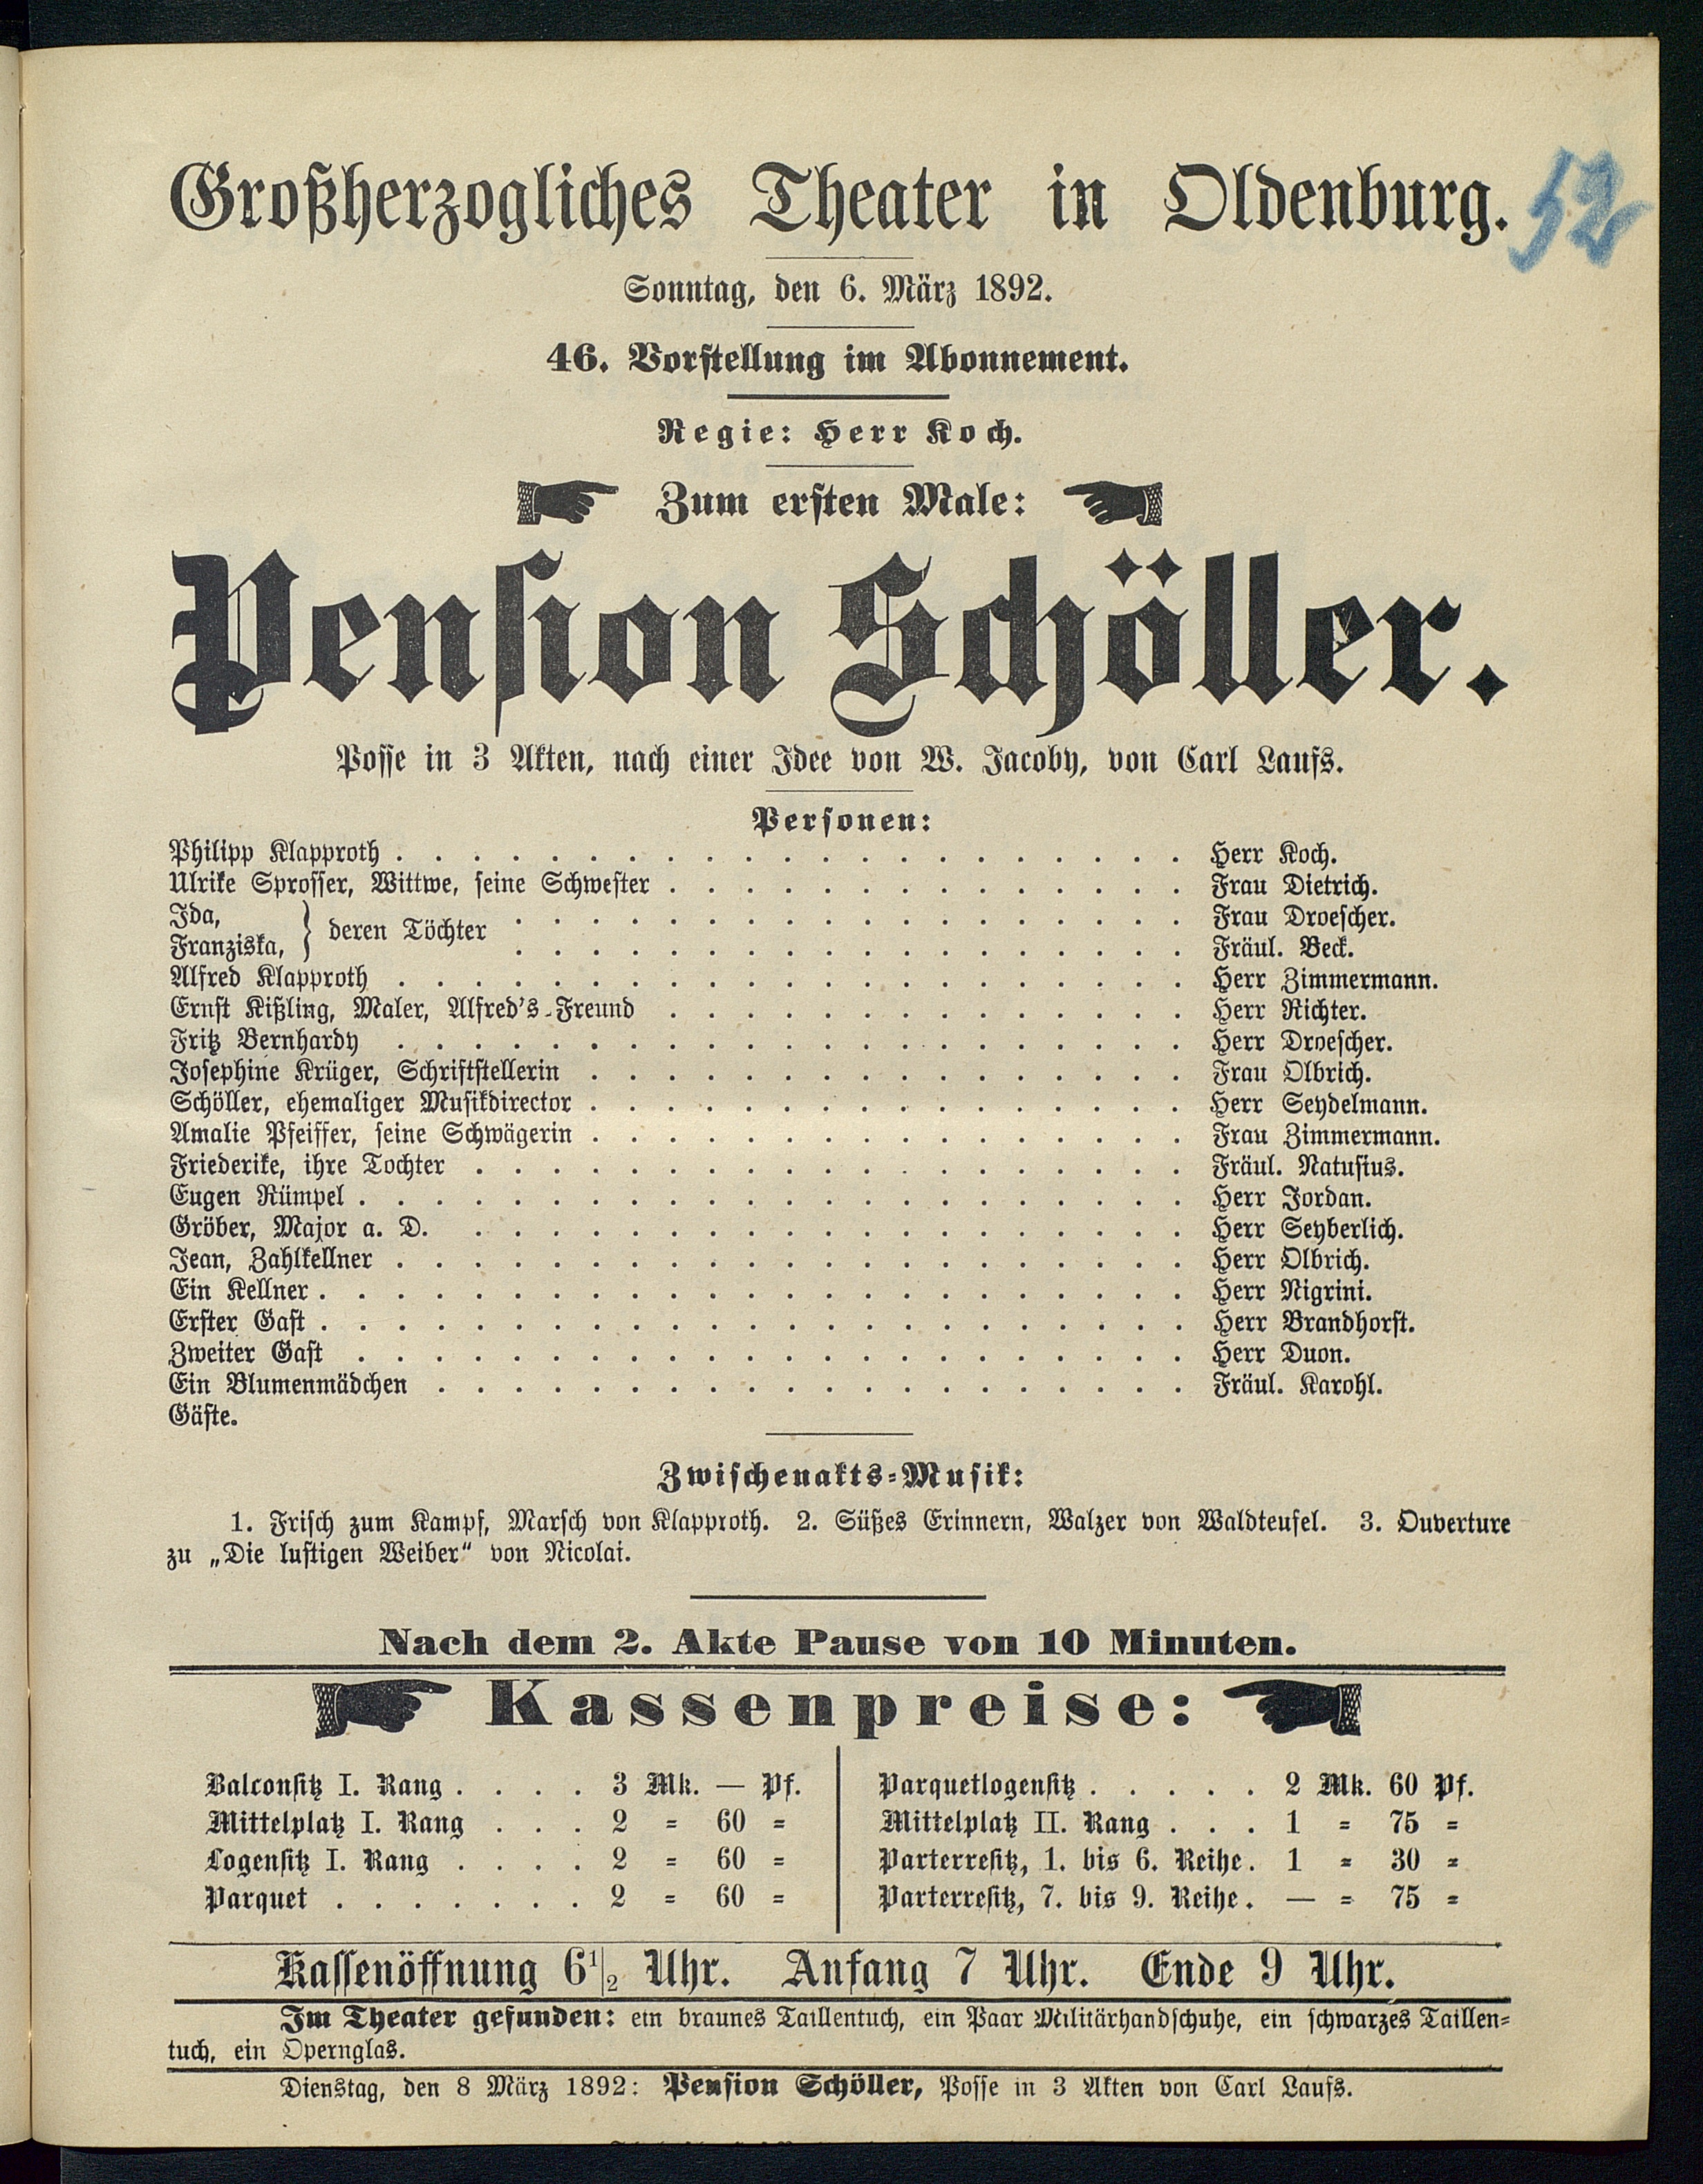 Großherzogliches Theater in Oldenburg.
52
Sonntag, den 6. März 1892.
46. Vorstellung im Abonnement.
Regie: Herr Koch.
Zum ersten Male:
Pension Schöller.
Posse in 3 Akten, nach einer Idee von W. Jacoby, von Carl Laufs.
Personen:
Philipp Klapproth . . . . . . . . . . . . . . . . . . . . . Herr Koch.
Ulrike Sprosser, Wittwe, seine Schwester . . . . . . . . . . . . . . Frau Dietrich.
Ida, . . . . . . . . . . . . . . . . . . Frau Droescher.
} deren Töchter
Franziska, . . . . . . . . . . . . . . . . . . Fräul. Beck.
Alfred Klapproth . . . . . . . . . . . . . . . . . . . . . Herr Zimmermann.
Ernst Kißling, Maler, Alfred's-Freund . . . . . . . . . . . . . . Herr Richter.
Fritz Bernhardy . . . . . . . . . . . . . . . . . . . . . Herr Droescher.
Josephine Krüger, Schriftstellerin . . . . . . . . . . . . . . . . Frau Olbrich.
Schöller, ehemaliger Musikdirector . . . . . . . . . . . . . . . . Herr Seydelmann.
Amalie Pfeiffer, seine Schwägerin . . . . . . . . . . . . . . . . Frau Zimmermann.
Friederike, ihre Tochter . . . . . . . . . . . . . . . . . . . Fräul. Natusius.
Eugen Rümpel . . . . . . . . . . . . . . . . . . . . . . Herr Jordan.
Gröber, Major a. D. . . . . . . . . . . . . . . . . . . . Herr Seyberlich.
Jean, Zahlkellner . . . . . . . . . . . . . . . . . . . . . Herr Olbrich.
Ein Kellner . . . . . . . . . . . . . . . . . . . . . . . Herr Nigrini.
Erster Gast . . . . . . . . . . . . . . . . . . . . . . . Herr Brandhorst.
Zweiter Gast . . . . . . . . . . . . . . . . . . . . . . Herr Duon.
Ein Blumenmädchen . . . . . . . . . . . . . . . . . . . . Fräul. Karohl.
Gäste.
Zwischenakts-Musik:
1. Frisch zum Kampf, Marsch von Klapproth. 2. Süßes Erinnern, Walzer von Waldteufel. 3. Ouverture
zu „Die lustigen Weiber“ von Nicolai.
Nach dem 2. Akte Pause von 10 Minuten.
Kassenpreise:
Balconsitz I. Rang . . . . 3 Mk. — Pf.
Mittelplatz I. Rang . . . 2 = 60 =
Logensitz I. Rang . . . . 2 = 60 =
Parquet . . . . . . . 2 = 60 =
Parquetlogensitz . . . . . 2 Mk. 60 Pf.
Mittelplatz II. Rang . . . 1 = 75 =
Parterresitz, 1. bis 6. Reihe . 1 = 30 =
Parterresitz, 7. bis 9. Reihe . — = 75 =
Kassenöffnung 6 1/2 Uhr. Anfang 7 Uhr. Ende 9 Uhr.
Im Theater gefunden: ein braunes Taillentuch, ein Paar Militärhandschuhe, ein schwarzes Taillen-
tuch, ein Opernglas.
Dienstag, den 8 März 1892: Pension Schöller, Posse in 3 Akten von Carl Laufs.